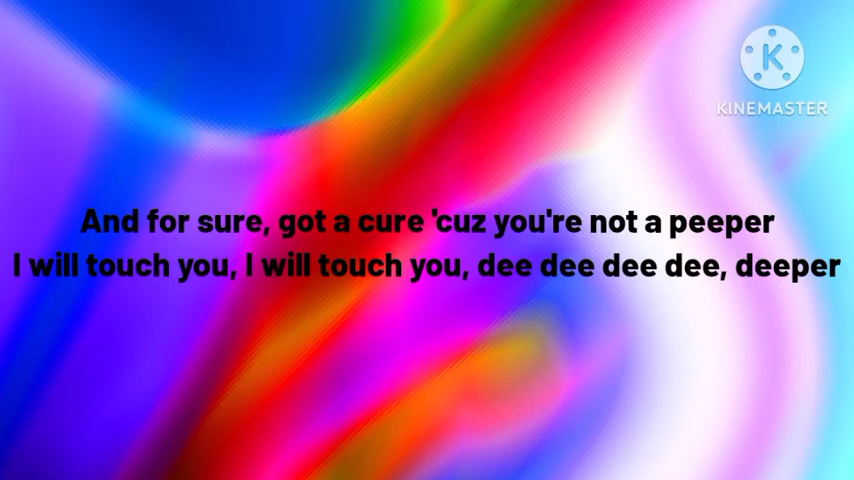 KINEMASTER
And for sure, got a cure 'cuz you're not a peeper
I will touch you, I will touch you, dee dee dee dee, deeper